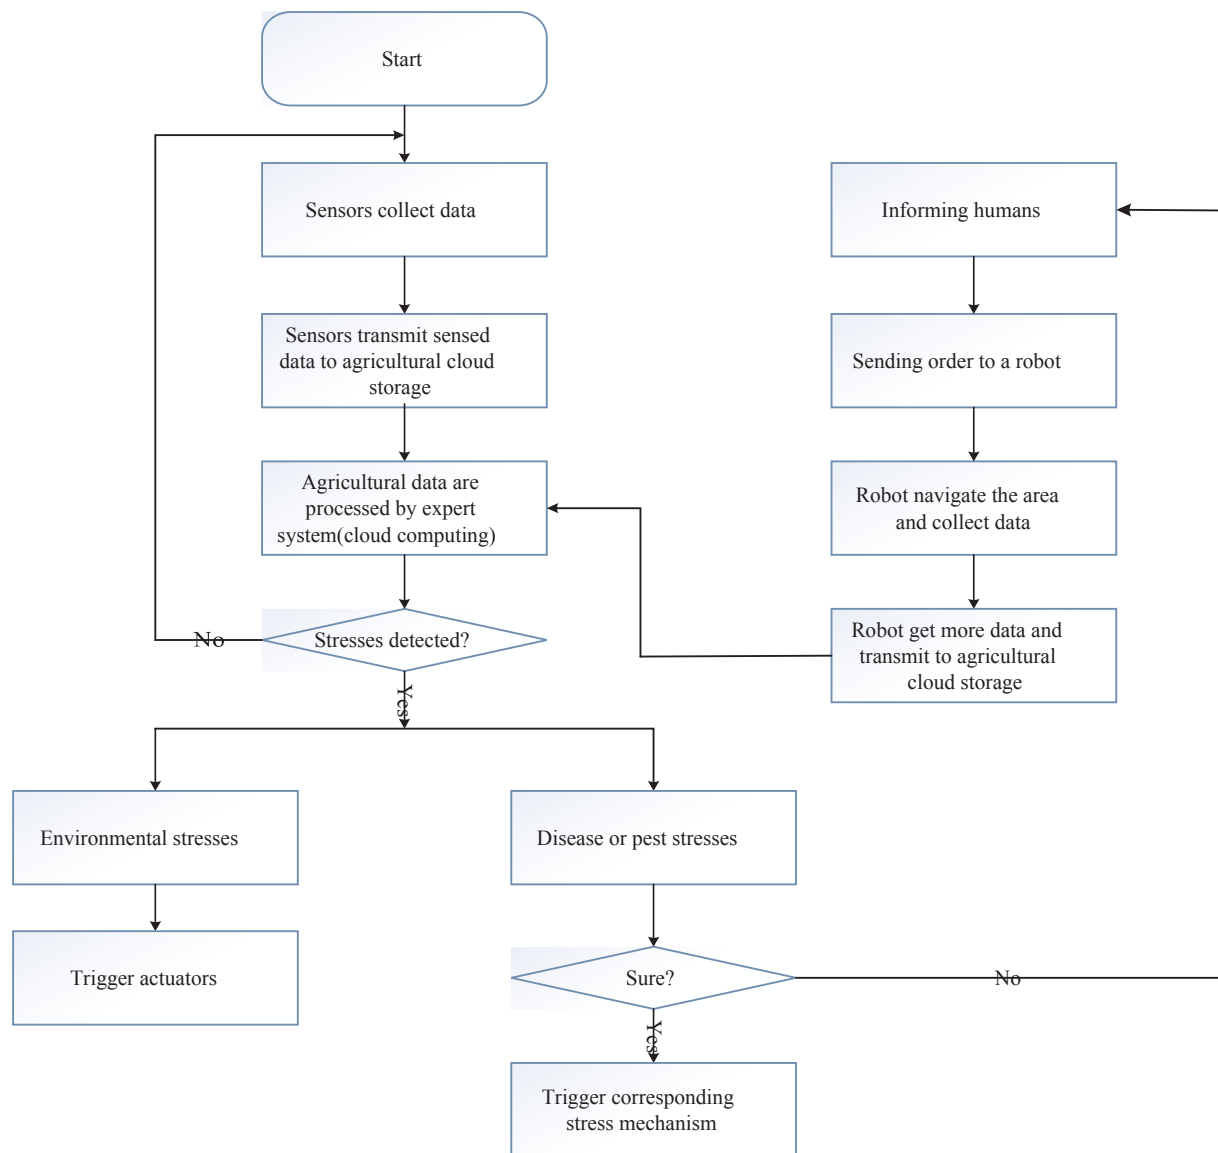 Start
Sensors collect data
Sensors transmit sensed
data to agricultural cloud
storage
Agricultural data are
processed by expert
system(cloud computing)
Stresses detected?
No
Yes
Environmental stresses
Trigger actuators
Disease or pest stresses
Sure?
No
Yes
Trigger corresponding
stress mechanism
Informing humans
Sending order to a robot
Robot navigate the area
and collect data
Robot get more data and
transmit to agricultural
cloud storage